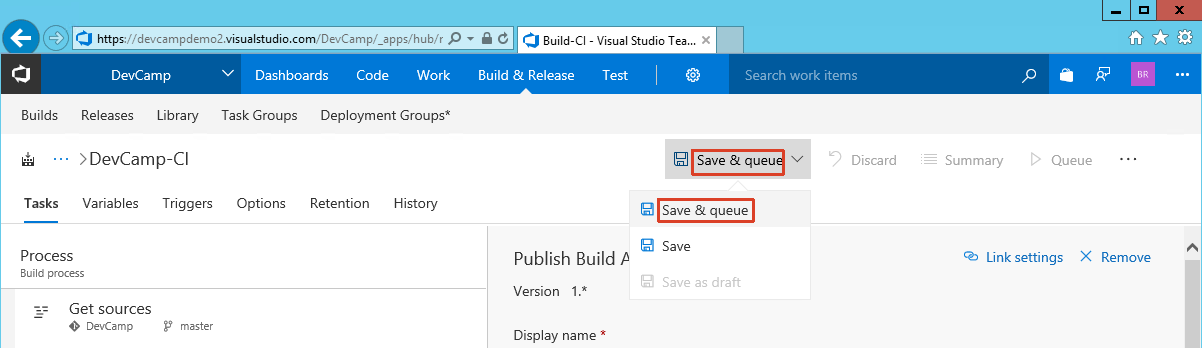 https://devcampdemo2.visualstudio.com/DevCamp/_apps/hub/r
Build-CI - Visual Studio Tea...
DevCamp Dashboards Code Work Build & Release Test Search work items BR
Builds Releases Library Task Groups Deployment Groups*
DevCamp-CI Save & queue Discard Summary Queue
Tasks Variables Triggers Options Retention History
Save & queue
Save
Save as draft
Process
Build process
Get sources
DevCamp master
Publish Build A
Link settings Remove
Version 1.*
Display name *